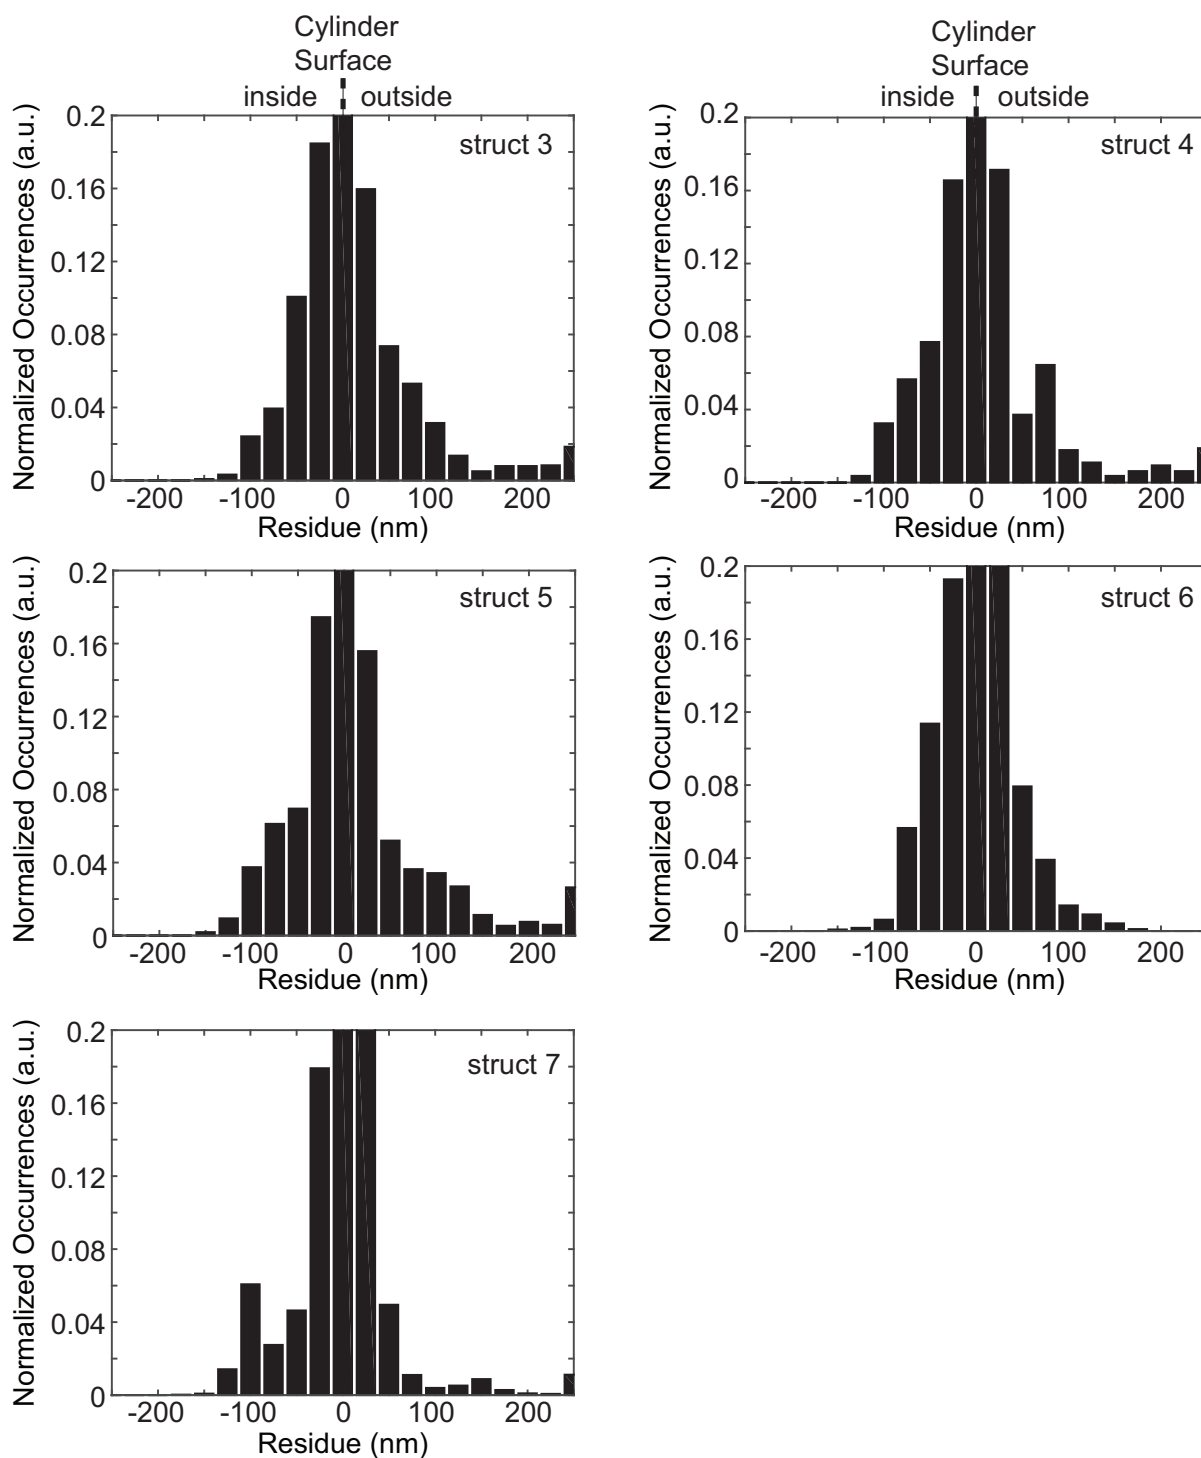 Cylinder
Surface
inside outside
Normalized Occurrences (a.u.)
0.2
0.16
0.12
0.08
0.04
0
struct 3
-200 -100 0 100 200
Residue (nm)
Cylinder
Surface
inside outside
Normalized Occurrences (a.u.)
0.2
0.16
0.12
0.08
0.04
0
struct 4
-200 -100 0 100 200
Residue (nm)
Normalized Occurrences (a.u.)
0.2
0.16
0.12
0.08
0.04
0
struct 5
-200 -100 0 100 200
Residue (nm)
Normalized Occurrences (a.u.)
0.2
0.16
0.12
0.08
0.04
0
struct 6
-200 -100 0 100 200
Residue (nm)
Normalized Occurrences (a.u.)
0.2
0.16
0.12
0.08
0.04
0
struct 7
-200 -100 0 100 200
Residue (nm)